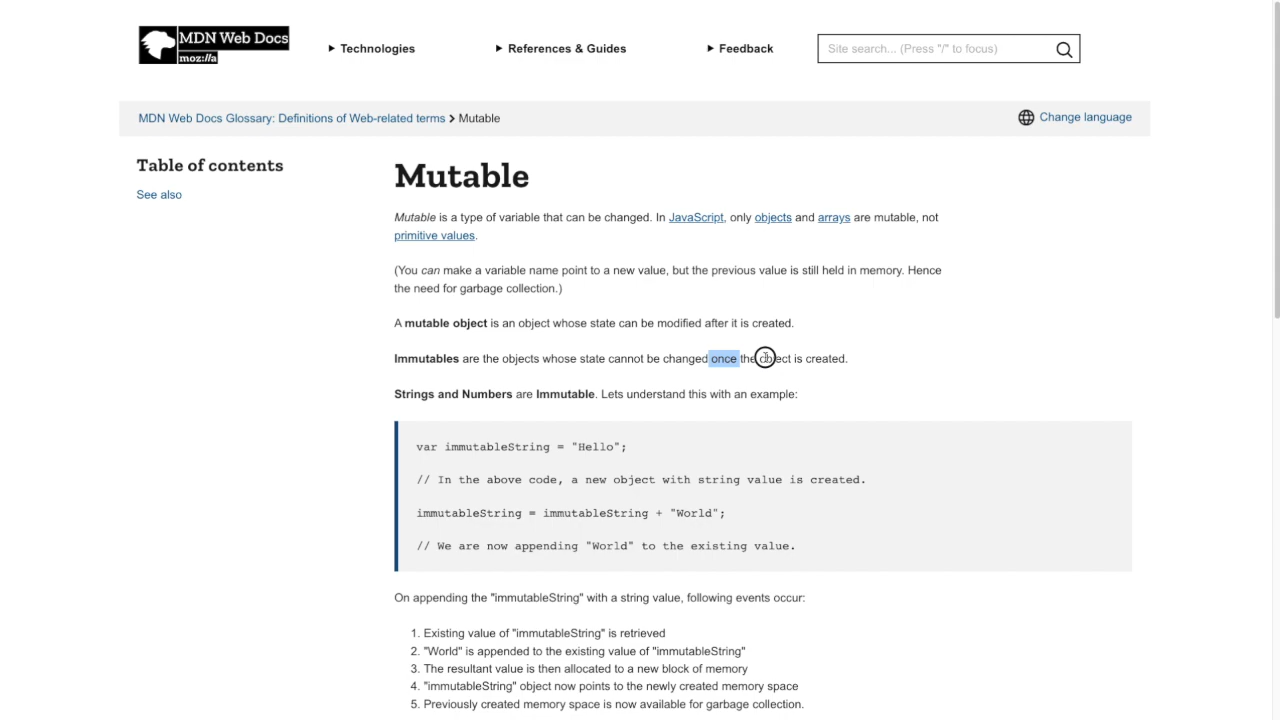 MDN Web Docs
moz://a
Technologies
References & Guides
Feedback
Site search... (Press "/" to focus)
MDN Web Docs Glossary: Definitions of Web-related terms
Mutable
Change language
Table of contents
See also
Mutable
Mutable is a type of variable that can be changed. In JavaScript, only objects and arrays are mutable, not
primitive values.
(You can make a variable name point to a new value, but the previous value is still held in memory. Hence
the need for garbage collection.)
A mutable object is an object whose state can be modified after it is created.
Immutables are the objects whose state cannot be changed once the object is created.
Strings and Numbers are Immutable. Lets understand this with an example:
var immutableString = "Hello";
// In the above code, a new object with string value is created.
immutableString = immutableString + "World";
// We are now appending "World" to the existing value.
On appending the "immutableString" with a string value, following events occur:
1. Existing value of "immutableString" is retrieved
2. "World" is appended to the existing value of "immutableString"
3. The resultant value is then allocated to a new block of memory
4. "immutableString" object now points to the newly created memory space
5. Previously created memory space is now available for garbage collection.